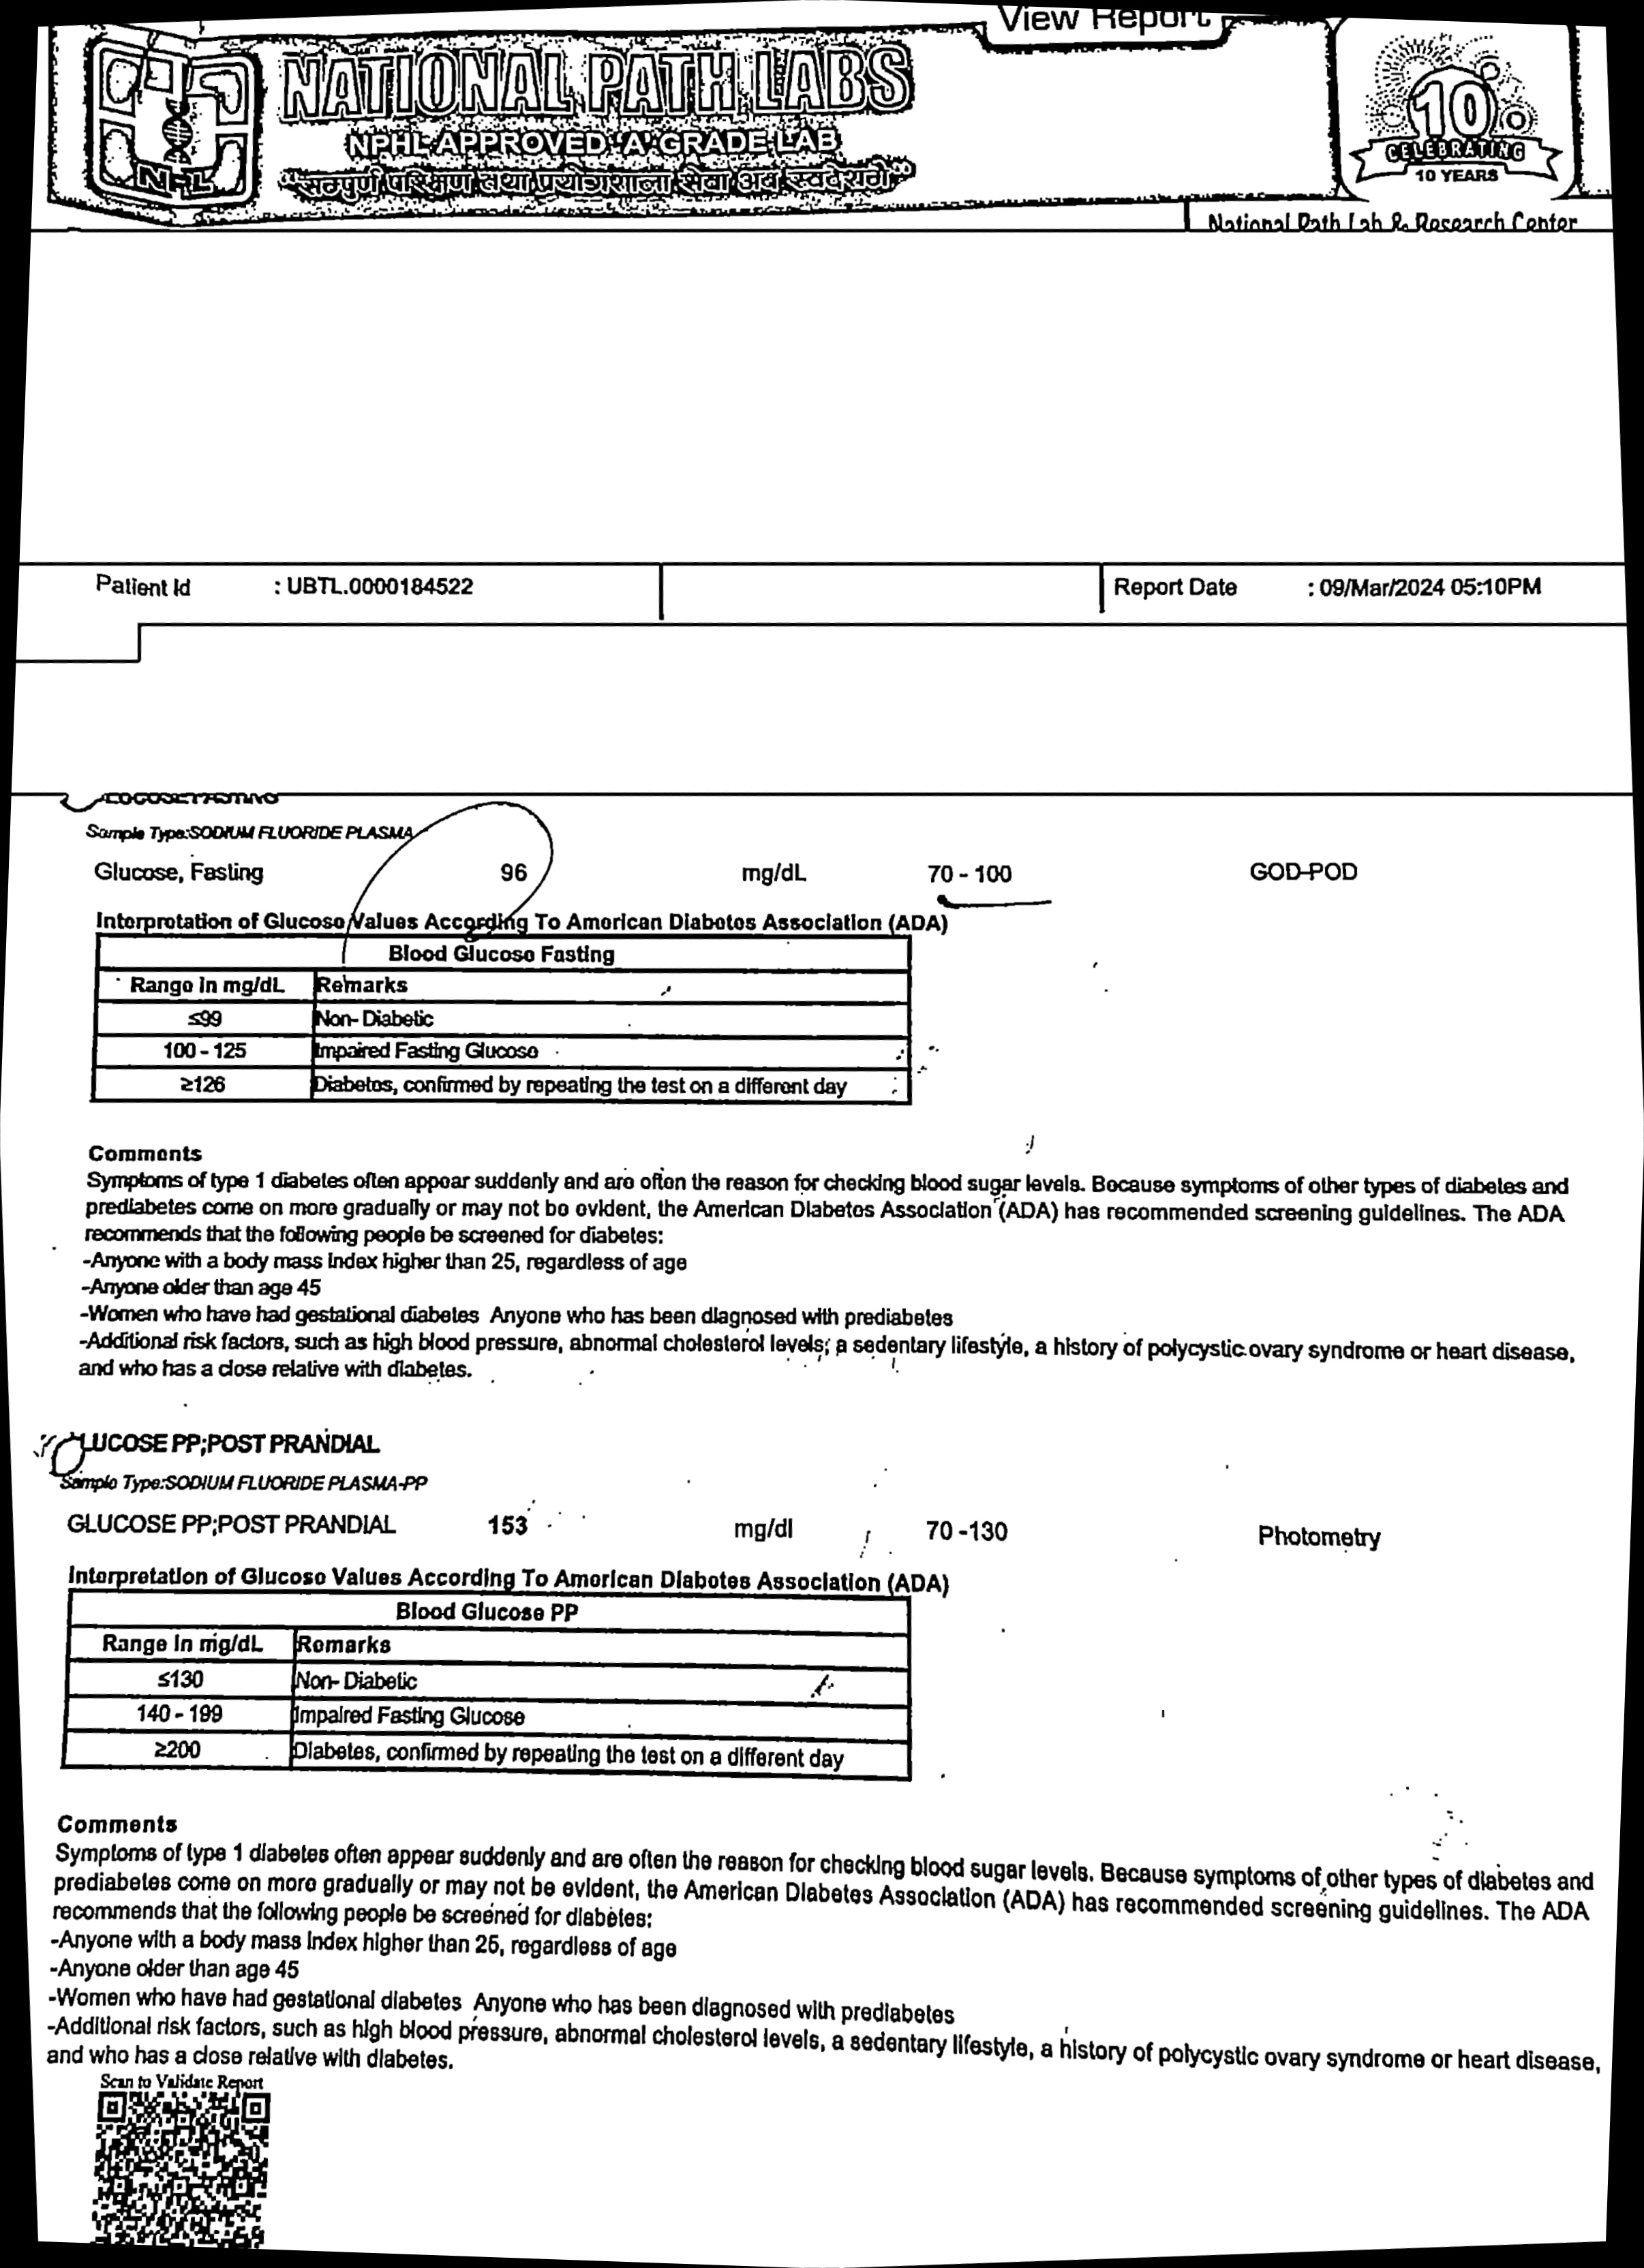 View Report
NATIONAL PATH LABS
NPHL APPROVED 'A' GRADE LAB
"सम्पूर्ण परिक्षण तथा प्रयोगशाला सेवा अब स्वदेशमै"
NPL
10
CELEBRATING
10 YEARS
National Path Lab & Research Center
Patient Id : UBTL.0000184522 Report Date : 09/Mar/2024 05:10PM
GLUCOSE FASTING
Sample Type:SODIUM FLUORIDE PLASMA
Glucose, Fasting 96 mg/dL 70 - 100 GOD-POD
Interpretation of Glucose Values According To American Diabetes Association (ADA)
Blood Glucose Fasting
Range in mg/dL Remarks
≤99 Non- Diabetic
100 - 125 Impaired Fasting Glucose
≥126 Diabetes, confirmed by repeating the test on a different day
Comments
Symptoms of type 1 diabetes often appear suddenly and are often the reason for checking blood sugar levels. Because symptoms of other types of diabetes and
prediabetes come on more gradually or may not be evident, the American Diabetes Association (ADA) has recommended screening guidelines. The ADA
recommends that the following people be screened for diabetes:
-Anyone with a body mass index higher than 25, regardless of age
-Anyone older than age 45
-Women who have had gestational diabetes Anyone who has been diagnosed with prediabetes
-Additional risk factors, such as high blood pressure, abnormal cholesterol levels, a sedentary lifestyle, a history of polycystic ovary syndrome or heart disease,
and who has a close relative with diabetes.
GLUCOSE PP;POST PRANDIAL
Sample Type:SODIUM FLUORIDE PLASMA-PP
GLUCOSE PP;POST PRANDIAL 153 mg/dl 70 -130 Photometry
Interpretation of Glucose Values According To American Diabetes Association (ADA)
Blood Glucose PP
Range in mg/dL Remarks
≤130 Non- Diabetic
140 - 199 Impaired Fasting Glucose
≥200 Diabetes, confirmed by repeating the test on a different day
Comments
Symptoms of type 1 diabetes often appear suddenly and are often the reason for checking blood sugar levels. Because symptoms of other types of diabetes and
prediabetes come on more gradually or may not be evident, the American Diabetes Association (ADA) has recommended screening guidelines. The ADA
recommends that the following people be screened for diabetes:
-Anyone with a body mass index higher than 25, regardless of age
-Anyone older than age 45
-Women who have had gestational diabetes Anyone who has been diagnosed with prediabetes
-Additional risk factors, such as high blood pressure, abnormal cholesterol levels, a sedentary lifestyle, a history of polycystic ovary syndrome or heart disease,
and who has a close relative with diabetes.
Scan to Validate Report